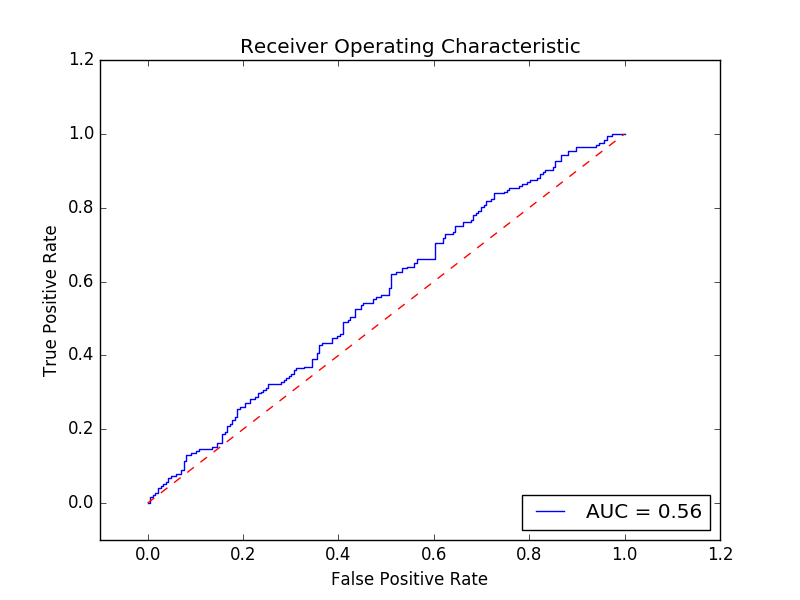 Receiver Operating Characteristic
1.2
1.0
0.8
0.6
0.4
0.2
0.0
True Positive Rate
AUC = 0.56
0.0 0.2 0.4 0.6 0.8 1.0 1.2
False Positive Rate